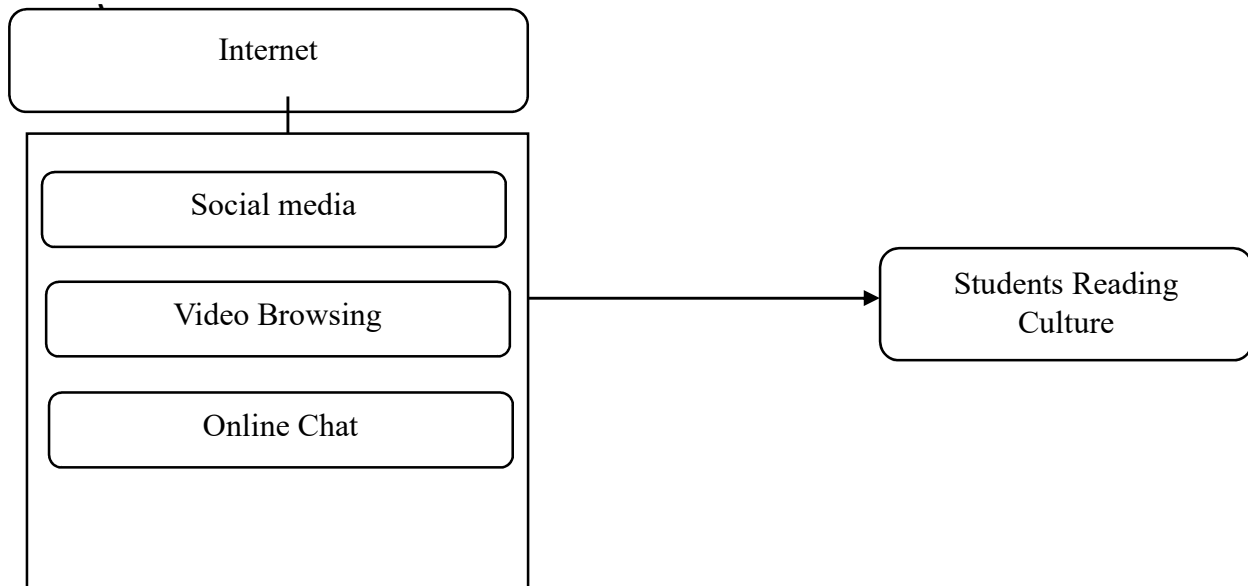 Internet
Social media
Video Browsing
Online Chat
Students Reading
Culture